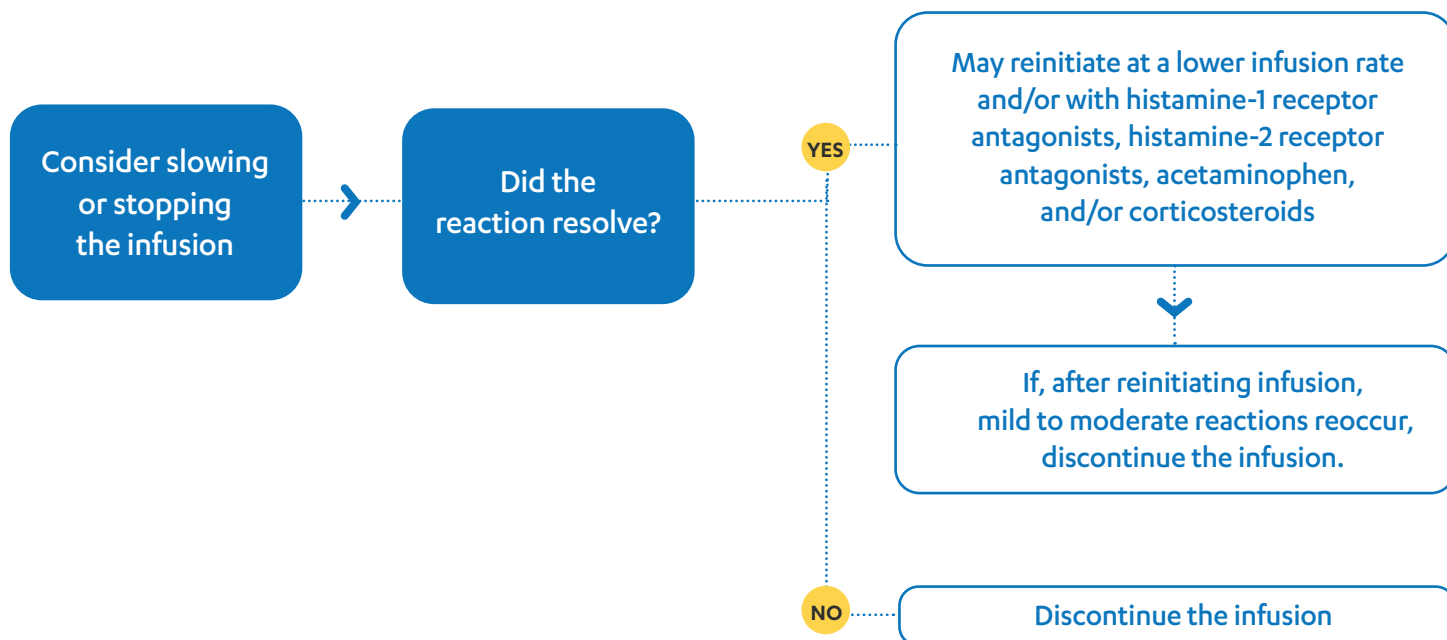 Consider slowing
or stopping
the infusion
Did the
reaction resolve?
YES
May reinitiate at a lower infusion rate
and/or with histamine-1 receptor
antagonists, histamine-2 receptor
antagonists, acetaminophen,
and/or corticosteroids
If, after reinitiating infusion,
mild to moderate reactions reoccur,
discontinue the infusion.
NO
Discontinue the infusion